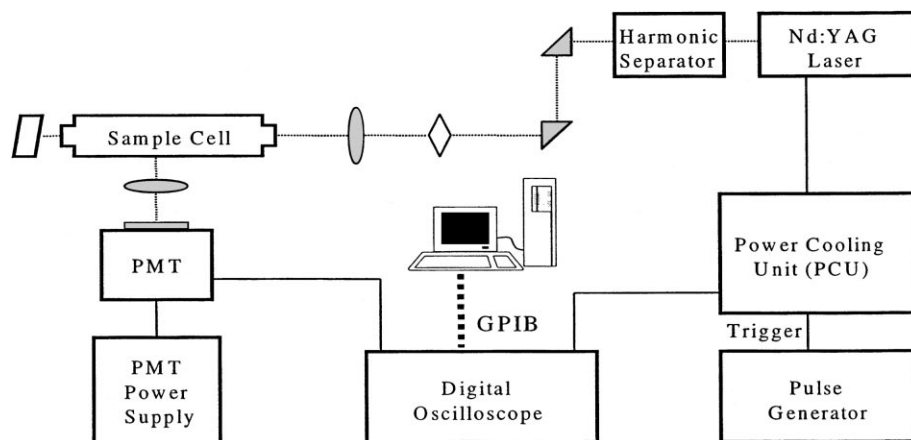 Harmonic
Separator
Nd:YAG
Laser
Sample Cell
PMT
Power Cooling
Unit (PCU)
GPIB
Trigger
PMT
Power
Supply
Digital
Oscilloscope
Pulse
Generator